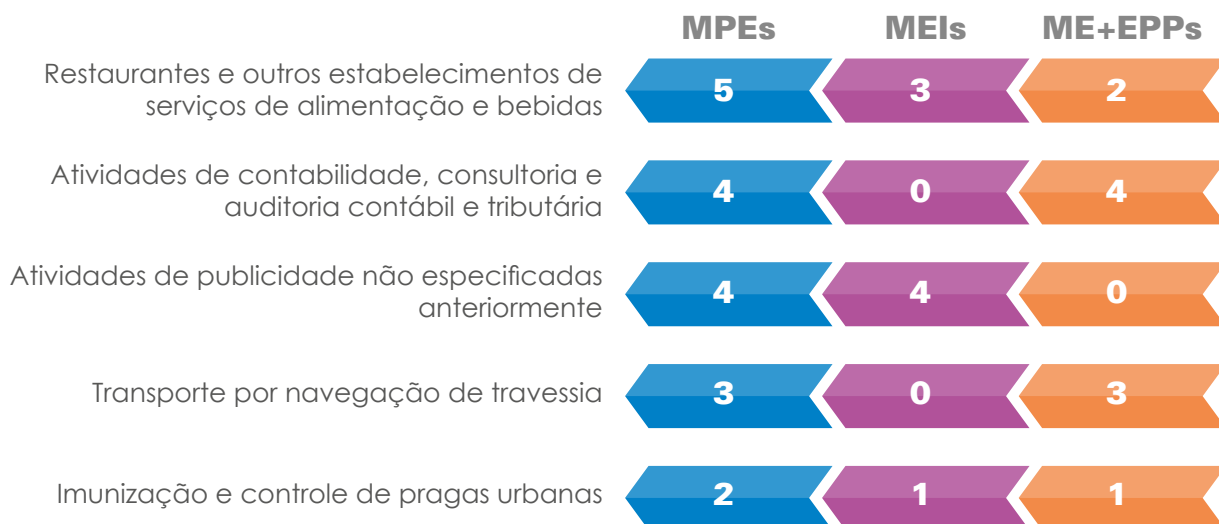 MPEs MEIs ME+EPPs
Restaurantes e outros estabelecimentos de
serviços de alimentação e bebidas
5 3 2
Atividades de contabilidade, consultoria e
auditoria contábil e tributária
4 0 4
Atividades de publicidade não especificadas
anteriormente
4 4 0
Transporte por navegação de travessia 3 0 3
Imunização e controle de pragas urbanas 2 1 1